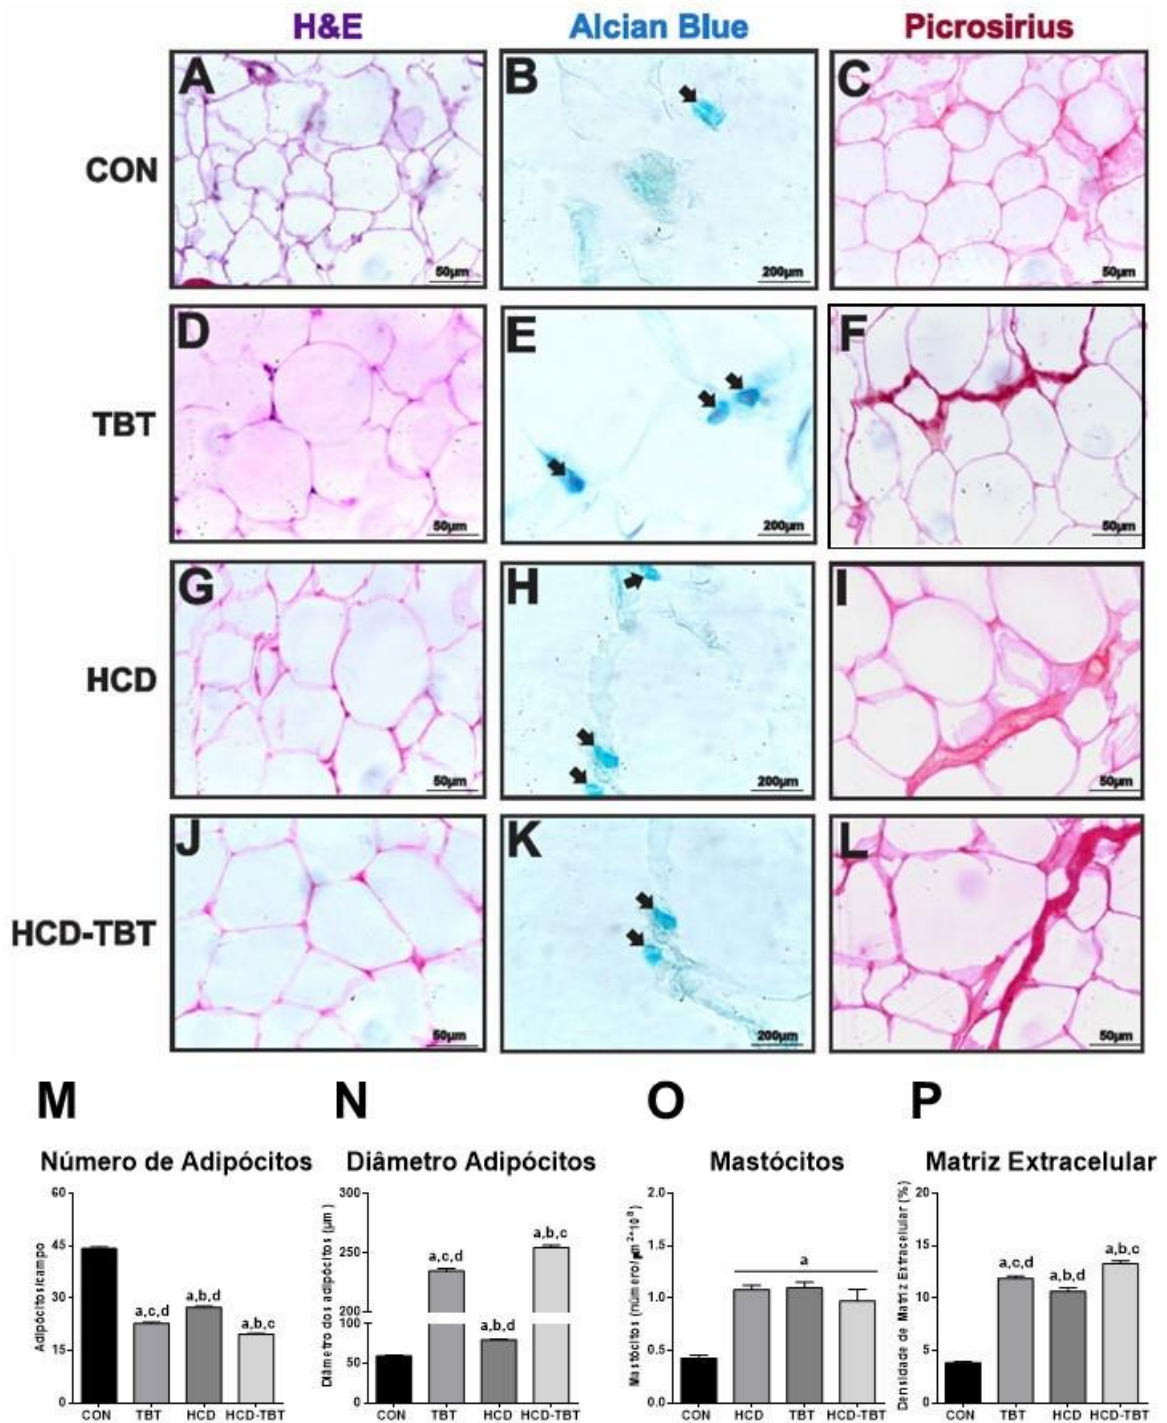 H&E Alcian Blue Picrosirius
CON
A
50µm
B
200µm
C
50µm
TBT
D
50µm
E
200µm
F
50µm
HCD
G
50µm
H
200µm
I
50µm
HCD-TBT
J
50µm
K
200µm
L
50µm
M
Número de Adipócitos
Adipócitos/campo
60
45
30
15
0
a,c,d
a,b,d
a,b,c
CON TBT HCD HCD-TBT
N
Diâmetro Adipócitos
Diâmetro dos adipócitos (µm)
300
250
200
100
50
0
a,c,d
a,b,d
a,b,c
CON TBT HCD HCD-TBT
O
Mastócitos
Mastócitos (número/µm²*10⁸)
2.0
1.5
1.0
0.5
0.0
a
CON HCD TBT HCD-TBT
P
Matriz Extracelular
Densidade de Matriz Extracelular (%)
20
15
10
5
0
a,c,d
a,b,d
a,b,c
CON TBT HCD HCD-TBT